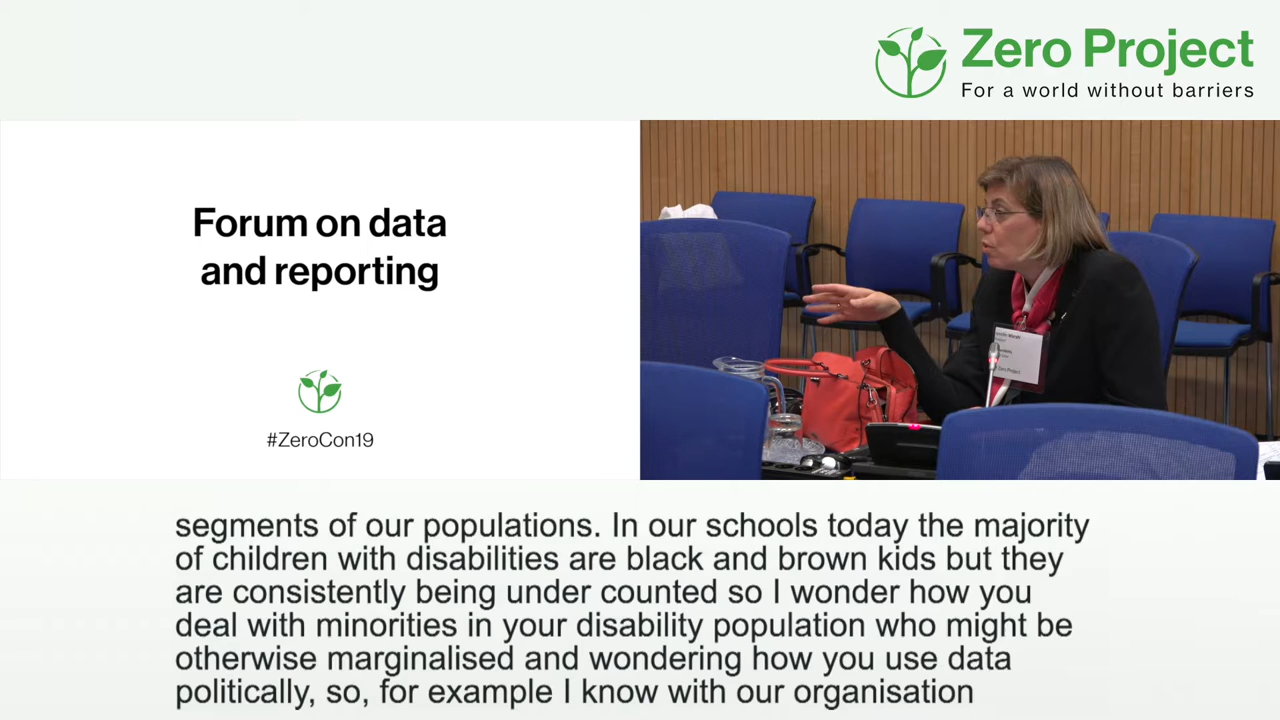 Zero Project
For a world without barriers
Forum on data
and reporting
#ZeroCon19
Zero Project
segments of our populations. In our schools today the majority
of children with disabilities are black and brown kids but they
are consistently being under counted so I wonder how you
deal with minorities in your disability population who might be
otherwise marginalised and wondering how you use data
politically, so, for example I know with our organisation